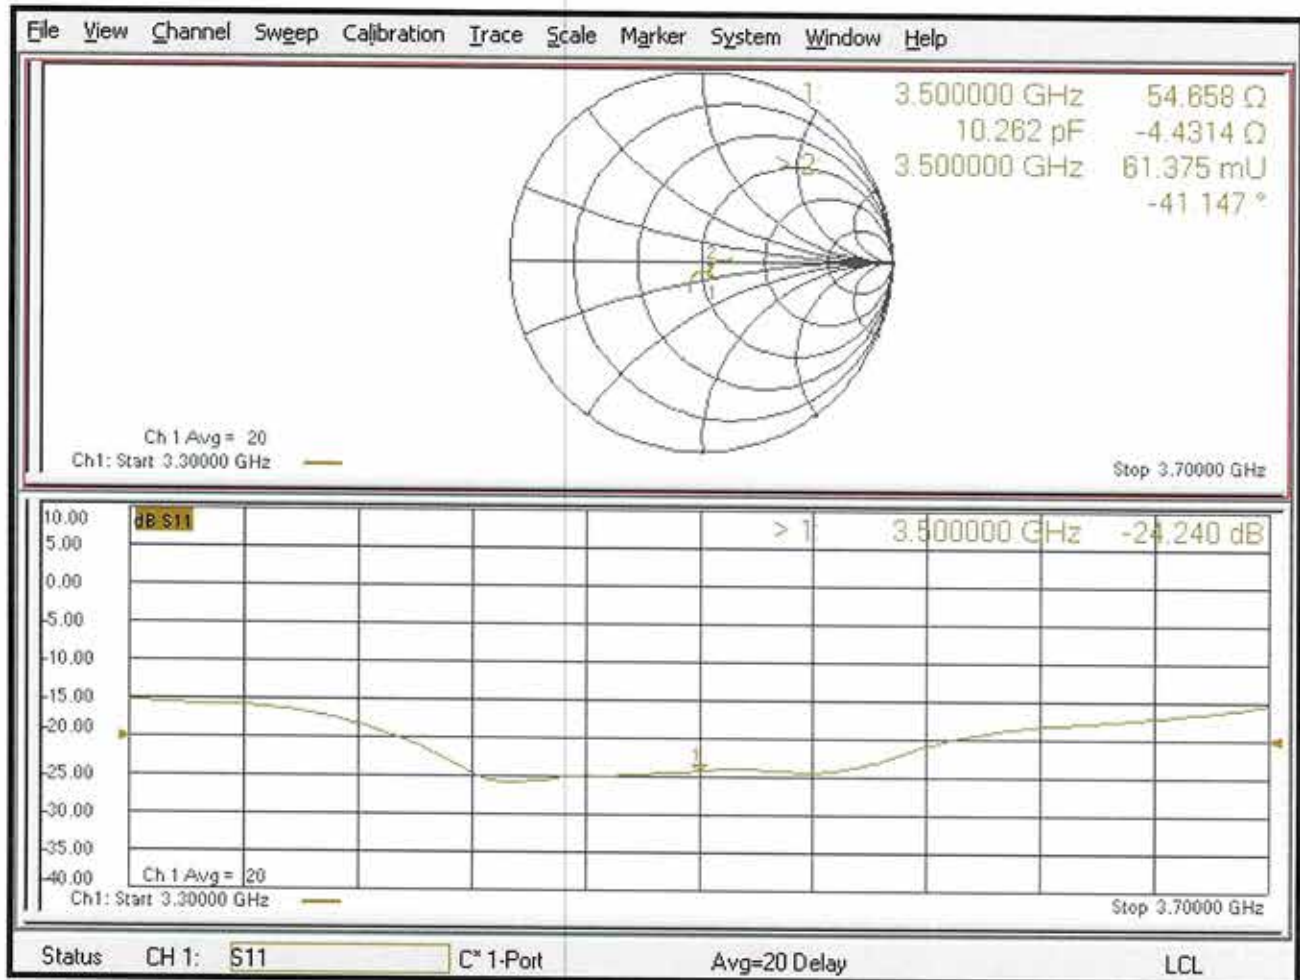 File View Channel Sweep Calibration Trace Scale Marker System Window Help
1: 3.500000 GHz 54.658 Ω
10.262 pF -4.4314 Ω
> 2: 3.500000 GHz 61.375 mU
-41.147 °
2
1
Ch 1 Avg = 20
Ch1: Start 3.30000 GHz
Stop 3.70000 GHz
10.00
5.00
0.00
-5.00
-10.00
-15.00
-20.00
-25.00
-30.00
-35.00
-40.00
dB S11
> 1: 3.500000 GHz -24.240 dB
1
Ch 1 Avg = 20
Ch1: Start 3.30000 GHz
Stop 3.70000 GHz
Status CH 1: S11 C* 1-Port Avg=20 Delay LCL